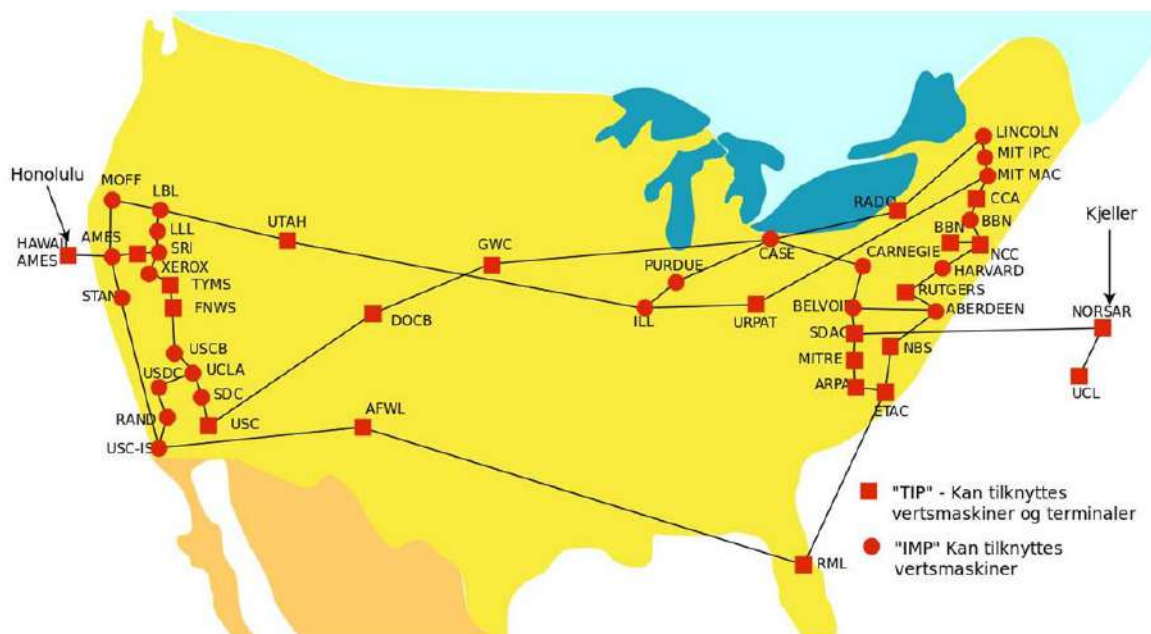 LINCOLN
MIT IPC
MIT MAC
Honolulu
MOFF
LBL
CCA
RADC
Kjeller
UTAH
LLL
BBN
BBN
HAWAII
AMES
AMES
SRI
GWC
CASE
CARNEGIE
NCC
XEROX
PURDUE
HARVARD
TYMS
RUTGERS
STAN
FNWS
DOCB
ILL
URPAT
BELVOIR
ABERDEEN
NORSAR
SDAC
NBS
USCB
MITRE
USDC
UCLA
ARPA
UCL
SDC
ETAC
AFWL
RAND
USC
USC-IS
"TIP" - Kan tilknyttes
vertsmaskiner og terminaler
"IMP" Kan tilknyttes
vertsmaskiner
RML